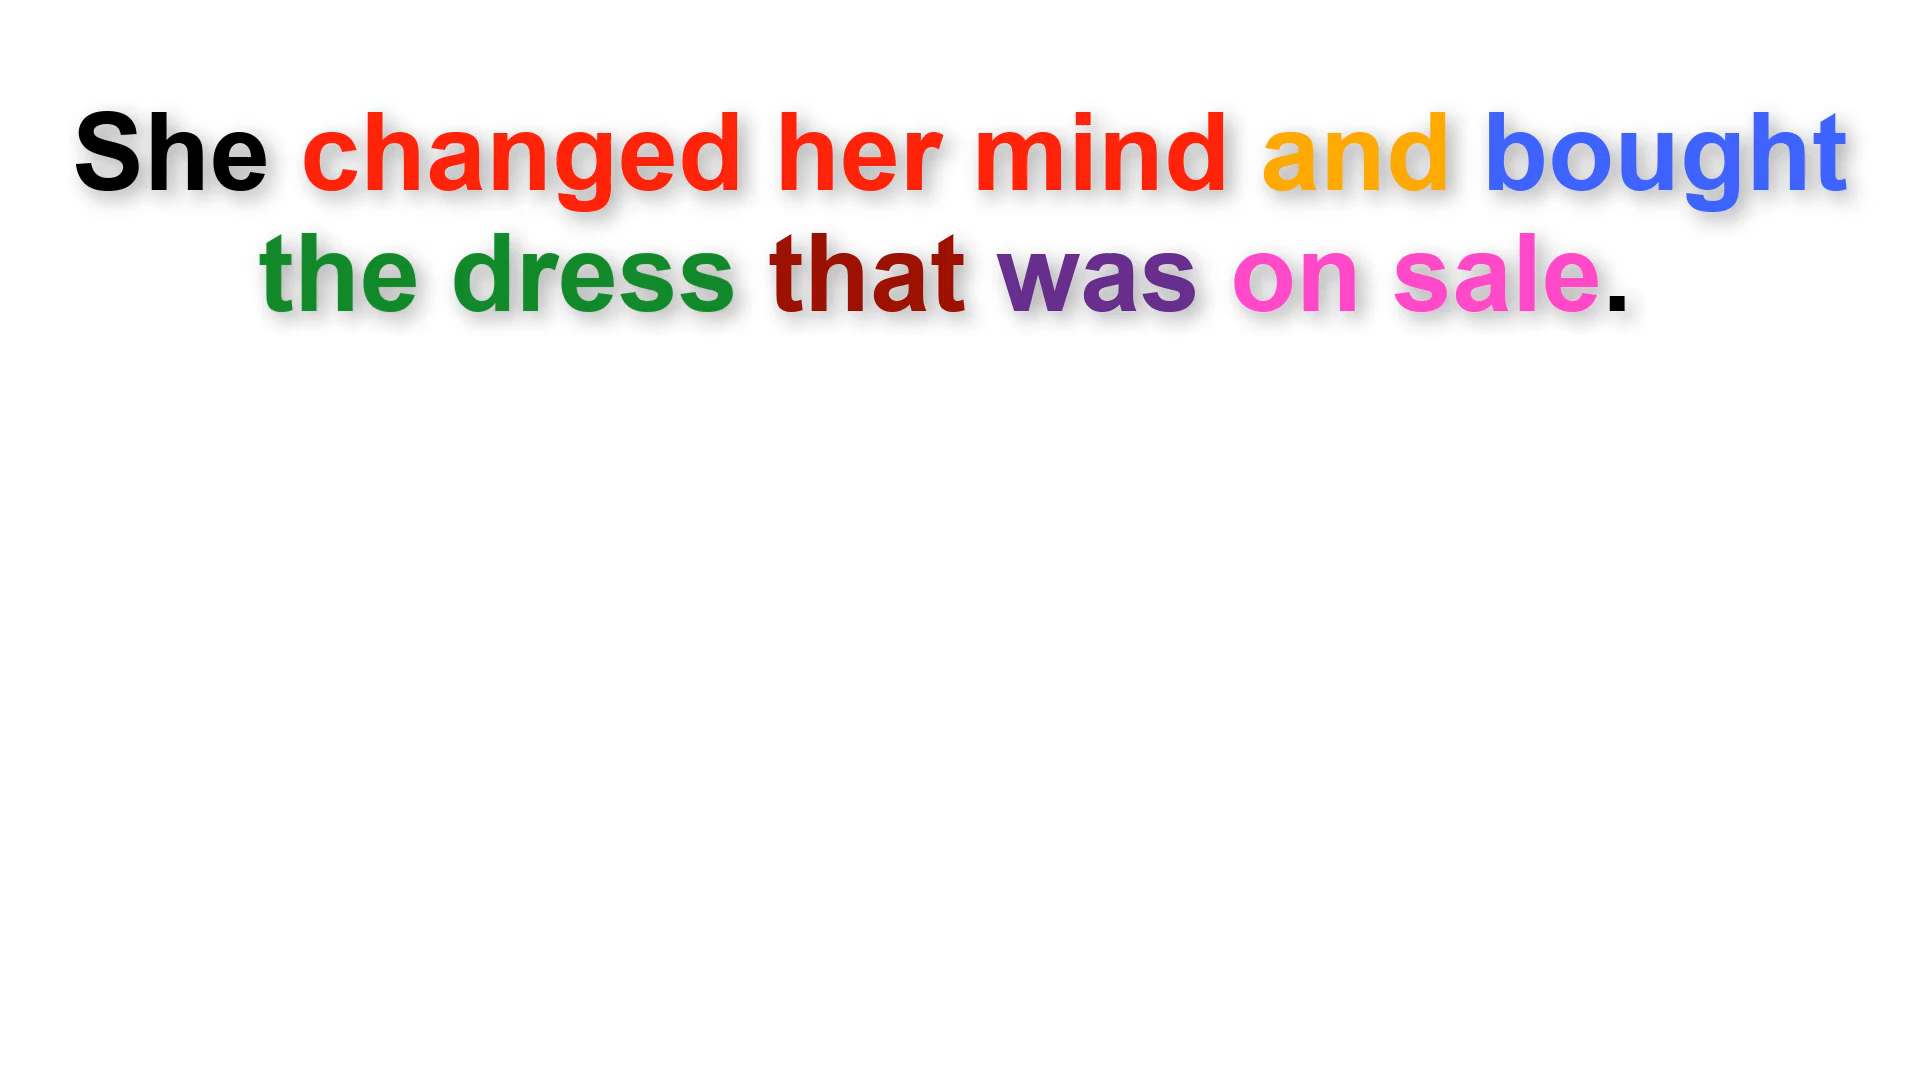 She changed her mind and bought
the dress that was on sale.